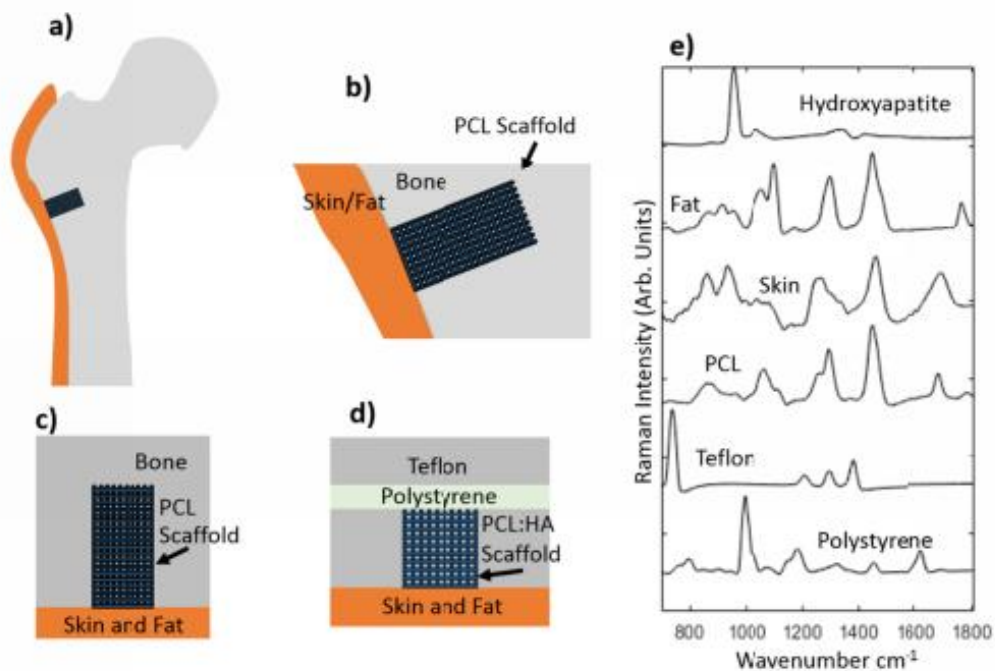 a)
b)
PCL Scaffold
Bone
Skin/Fat
c)
Bone
PCL
Scaffold
Skin and Fat
d)
Teflon
Polystyrene
PCL:HA
Scaffold
Skin and Fat
e)
Hydroxyapatite
Fat
Skin
PCL
Teflon
Polystyrene
Raman Intensity (Arb. Units)
800 1000 1200 1400 1600 1800
Wavenumber cm⁻¹